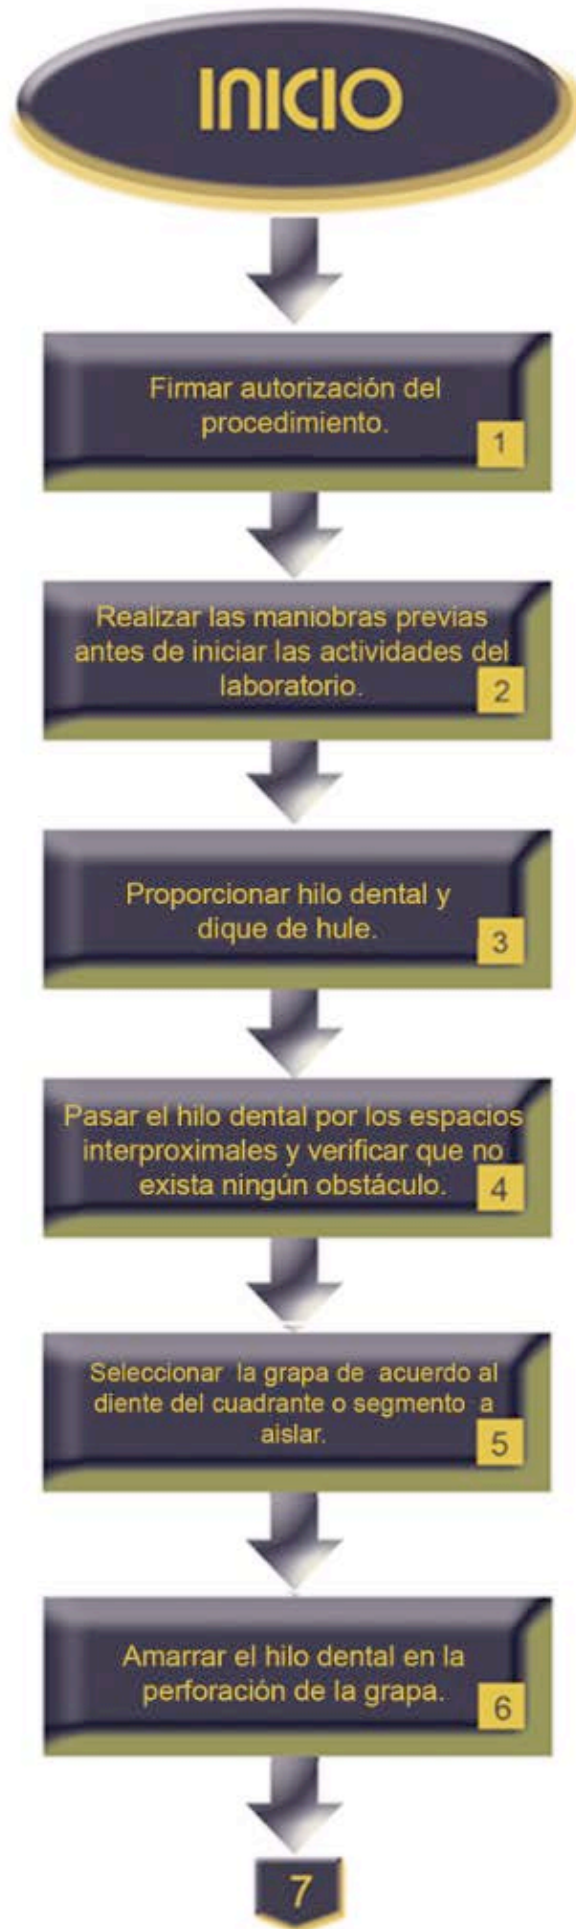 INICIO
Firmar autorización del
procedimiento.
1
Realizar las maniobras previas
antes de iniciar las actividades del
laboratorio.
2
Proporcionar hilo dental y
dique de hule.
3
Pasar el hilo dental por los espacios
interproximales y verificar que no
exista ningún obstáculo.
4
Seleccionar la grapa de acuerdo al
diente del cuadrante o segmento a
aislar.
5
Amarrar el hilo dental en la
perforación de la grapa.
6
7